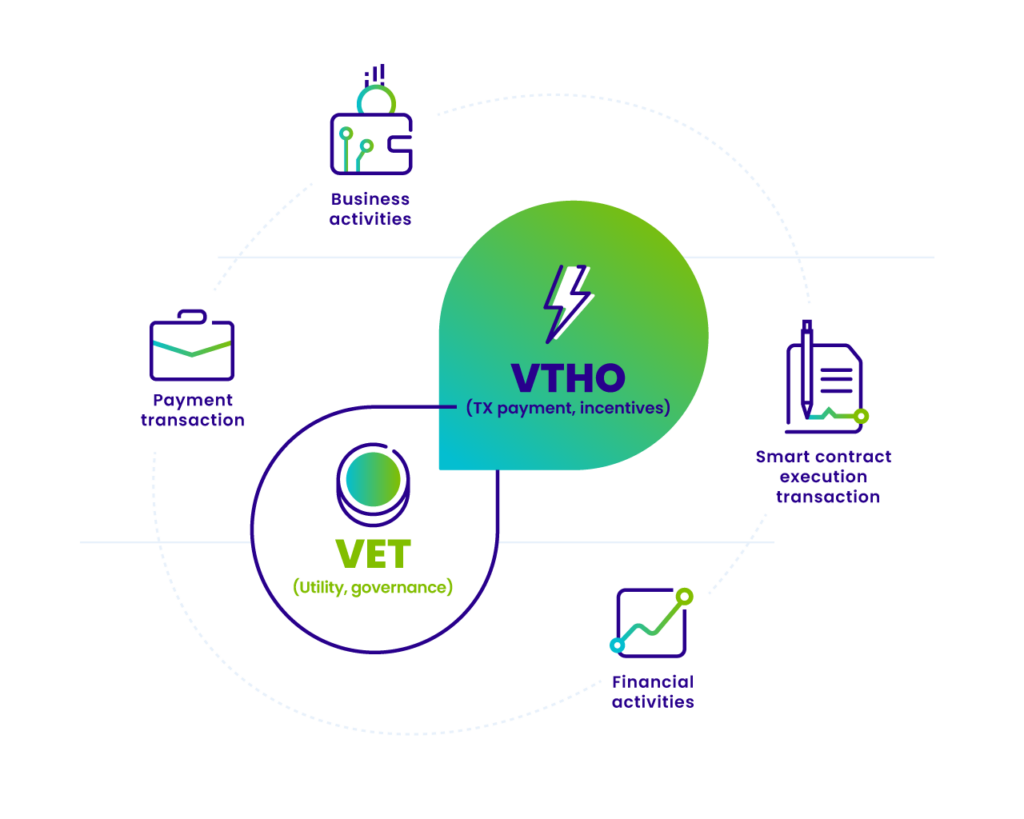 Business
activities
VTHO
(TX payment, incentives)
Payment
transaction
Smart contract
execution
transaction
VET
(Utility, governance)
Financial
activities